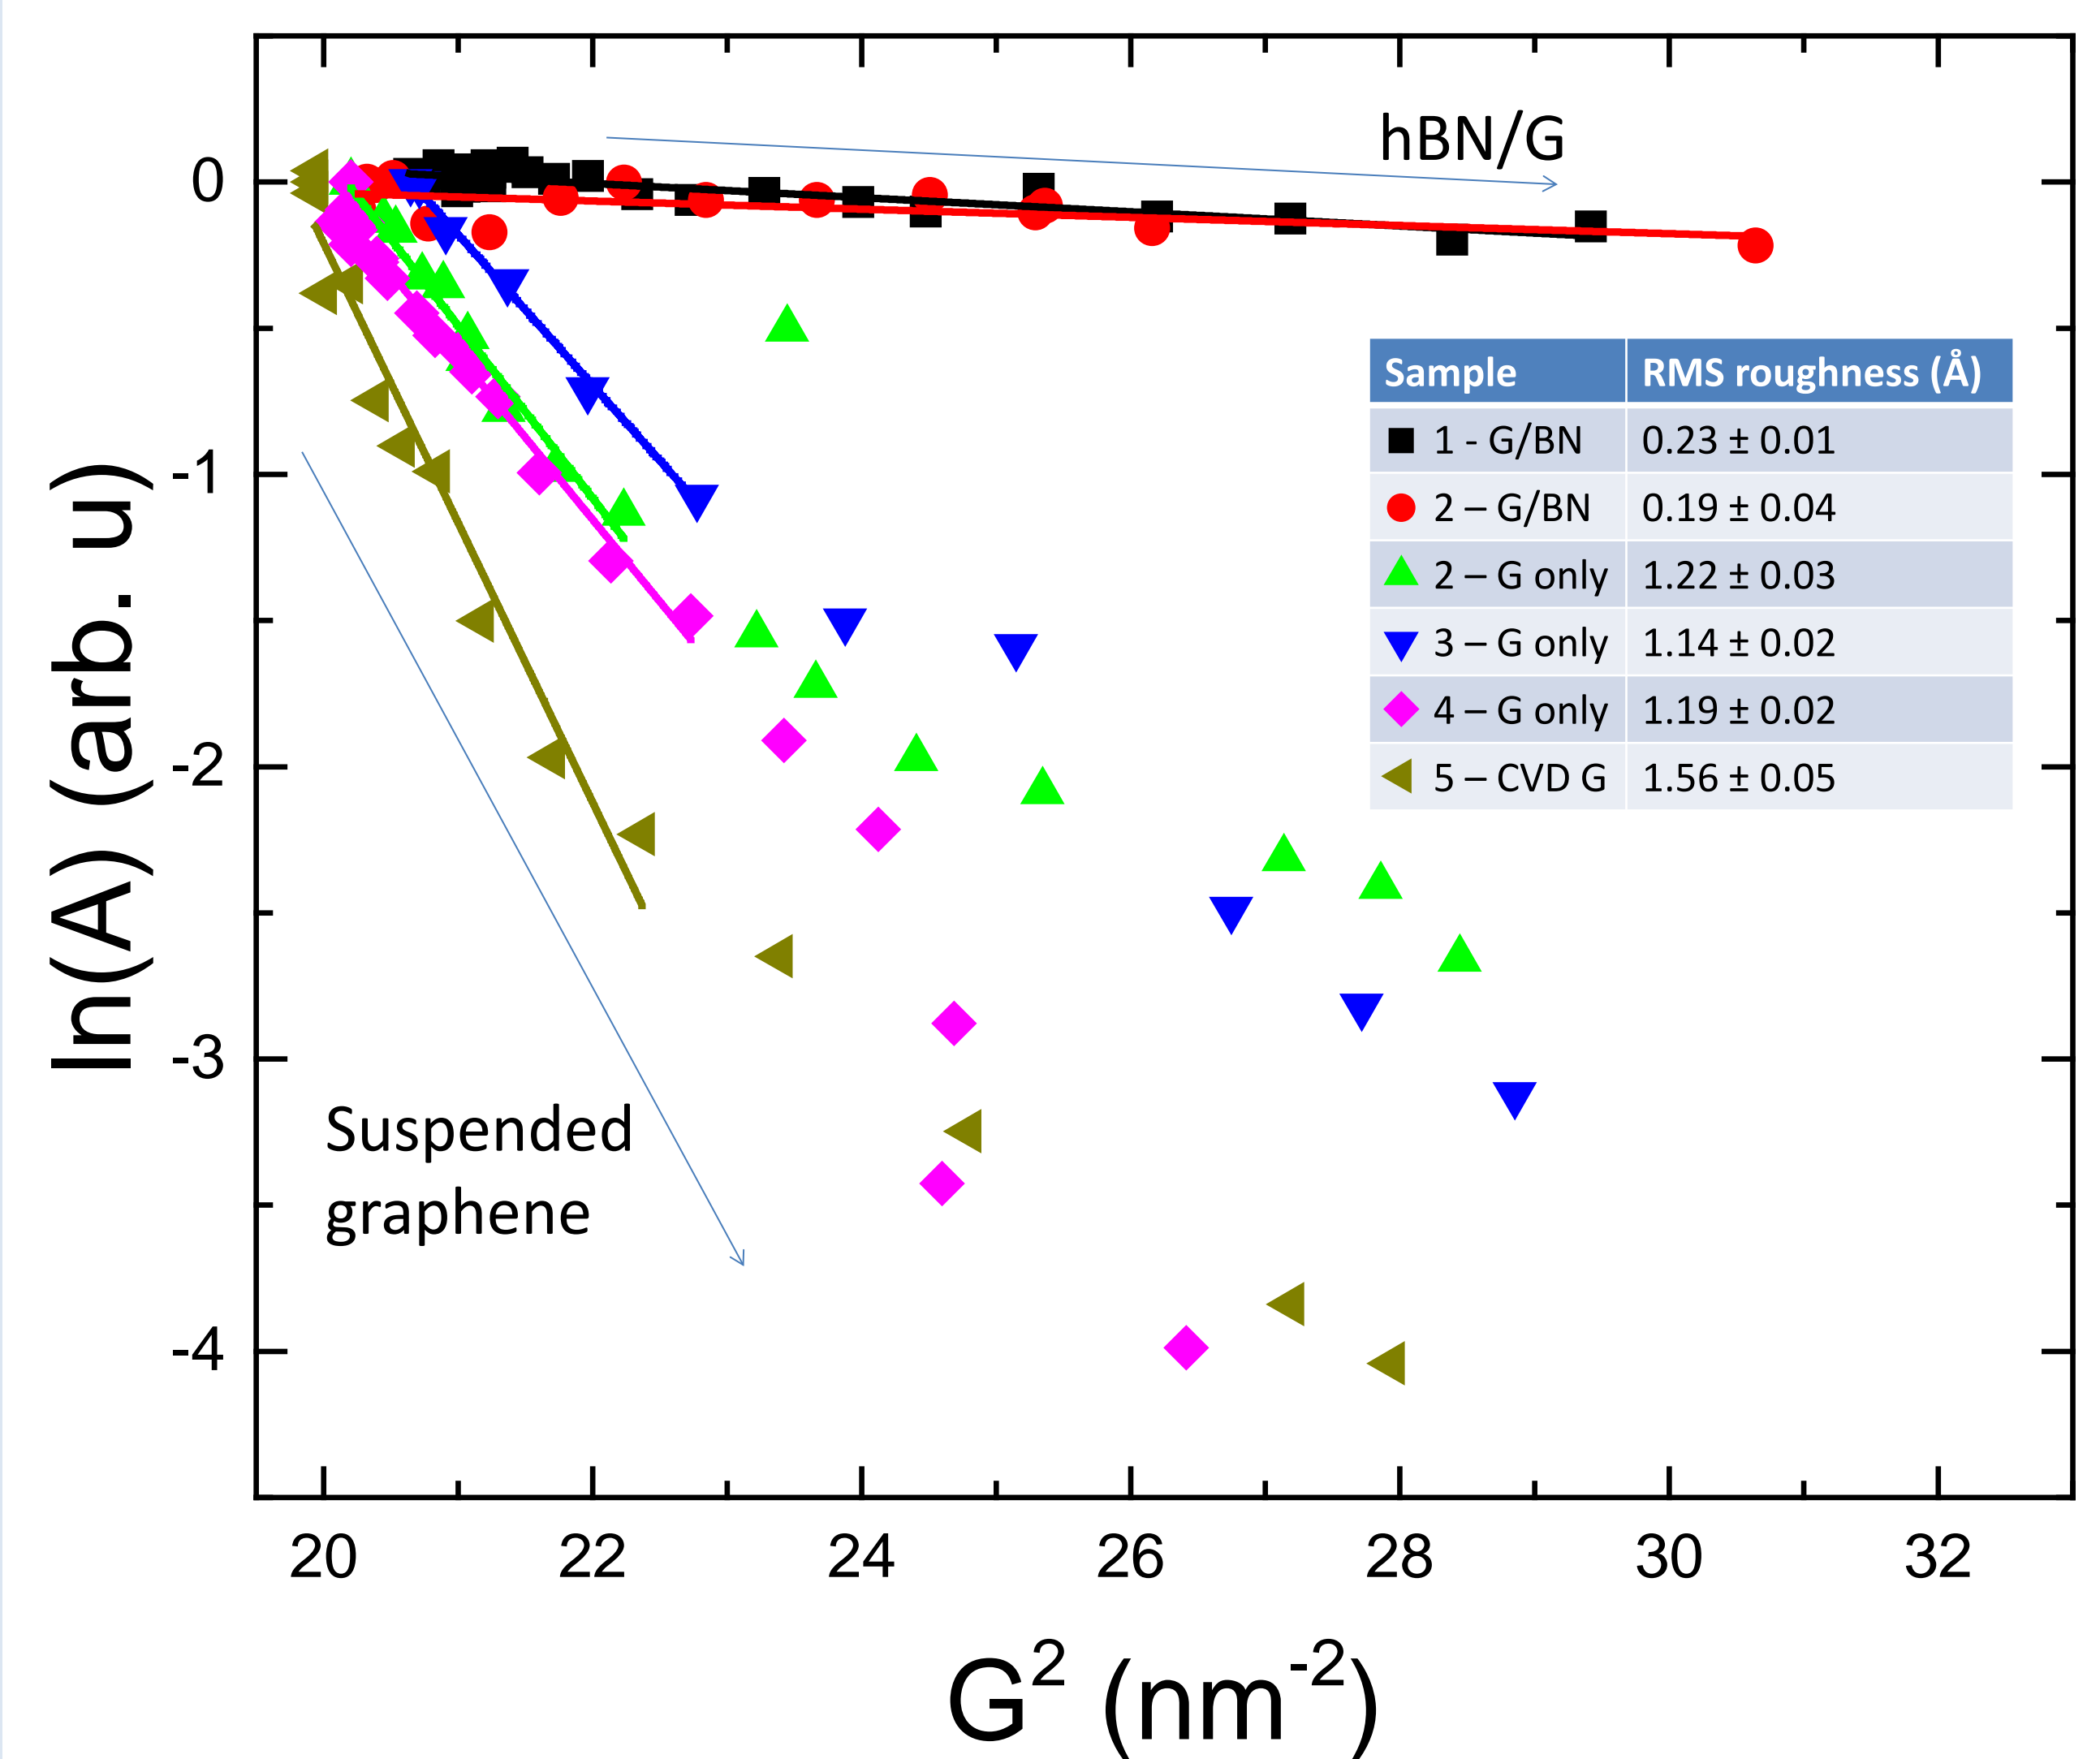 hBN/G
0
-1
-2
-3
-4
ln(A) (arb. u)
Sample RMS roughness (Å)
1 - G/BN 0.23 ± 0.01
2 – G/BN 0.19 ± 0.04
2 – G only 1.22 ± 0.03
3 – G only 1.14 ± 0.02
4 – G only 1.19 ± 0.02
5 – CVD G 1.56 ± 0.05
Suspended
graphene
20 22 24 26 28 30 32
G² (nm⁻²)